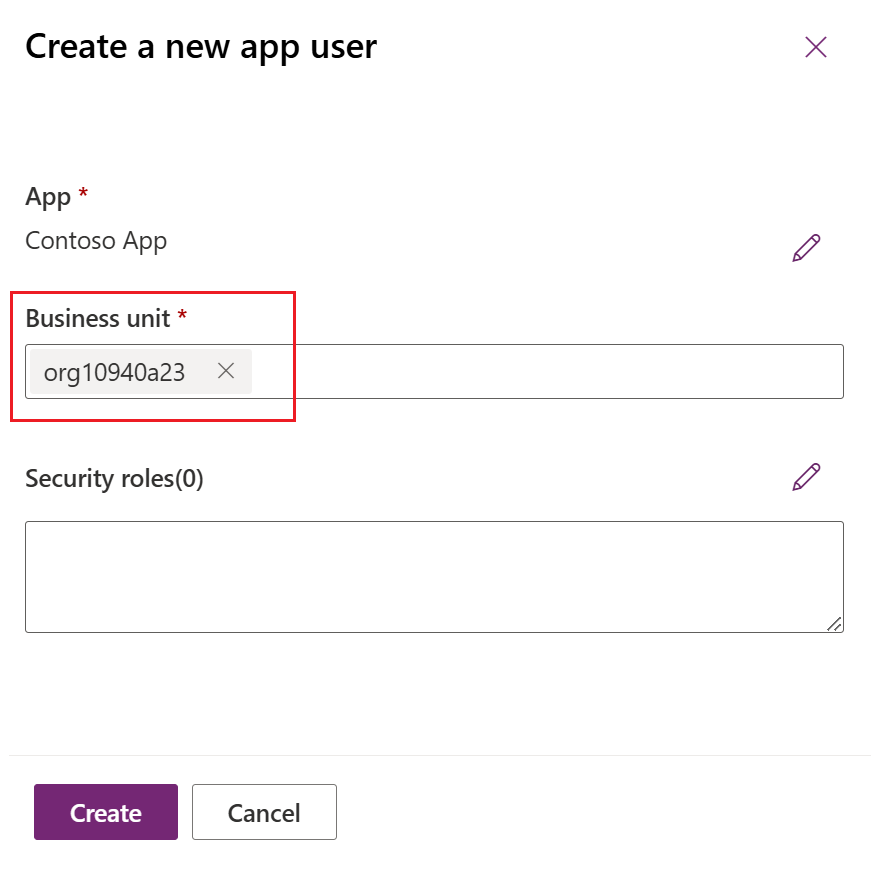 Create a new app user
App *
Contoso App
Business unit *
org10940a23
Security roles(0)
Create
Cancel